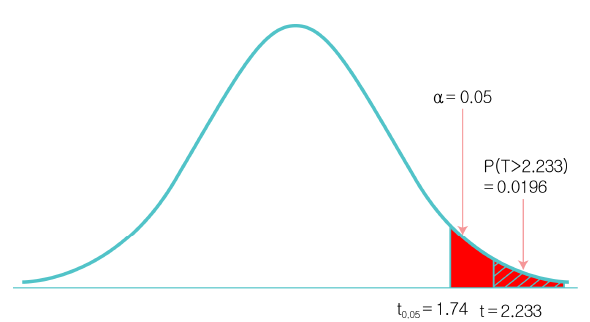 α = 0.05
P(T>2.233)
= 0.0196
t0.05 = 1.74 t = 2.233